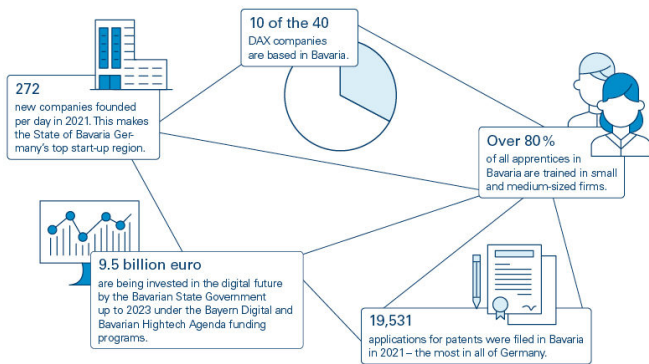 10 of the 40
DAX companies
are based in Bavaria.
272
new companies founded
per day in 2021. This makes
the State of Bavaria Ger-
many's top start-up region.
Over 80%
of all apprentices in
Bavaria are trained in small
and medium-sized firms.
9.5 billion euro
are being invested in the digital future
by the Bavarian State Government
up to 2023 under the Bayern Digital and
Bavarian Hightech Agenda funding
programs.
19,531
applications for patents were filed in Bavaria
in 2021 – the most in all of Germany.